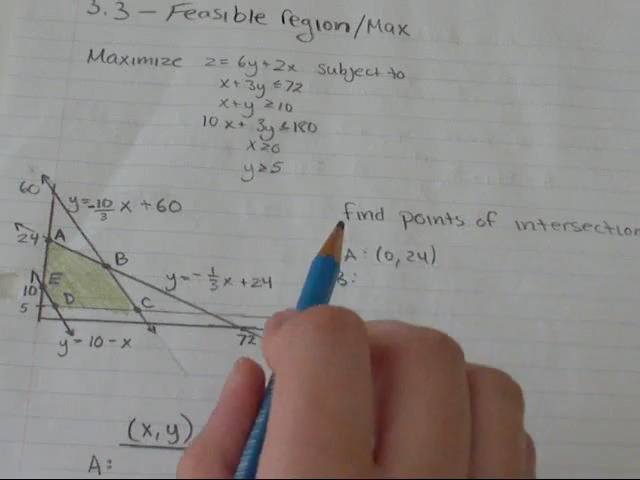 3.3 - Feasible region/Max
Maximize z = 6y + 2x subject to
x + 3y ≤ 72
x + y ≥ 10
10x + 3y ≤ 180
x ≥ 0
y ≥ 5
60
y = -10/3 x + 60
find points of intersection
24 A
A: (0, 24)
B
B:
y = -1/3 x + 24
E
10
D
C
5
72
y = 10 - x
(x, y)
A: